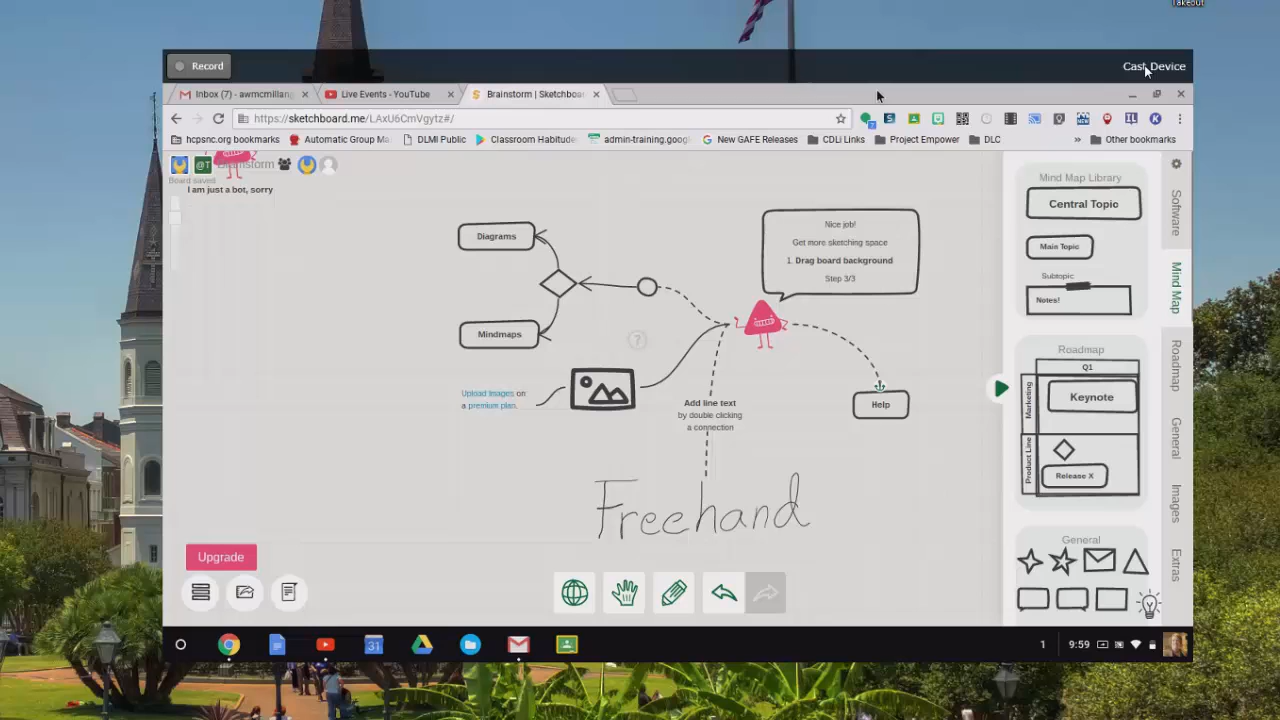 Takeout
Record
Cast Device
Inbox (7) - awmcmillan
Live Events - YouTube
Brainstorm | Sketchboa
https://sketchboard.me/LAxU6CmVgytz#/
hcpsnc.org bookmarks
Automatic Group Ma
DLMI Public
Classroom Habitude
admin-training.goog
New GAFE Releases
CDLi Links
Project Empower
DLC
»
Other bookmarks
@T
Brainstorm
Board saved
I am just a bot, sorry
Diagrams
Mindmaps
Upload Images on
a premium plan.
?
Add line text
by double clicking
a connection
Freehand
Nice job!
Get more sketching space
1. Drag board background
Step 3/3
Help
Mind Map Library
Central Topic
Main Topic
Subtopic
Notes!
Roadmap
Q1
Marketing
Keynote
Product Line
Release X
General
Software
Mind Map
Roadmap
General
Images
Extras
Upgrade
31
1
9:59